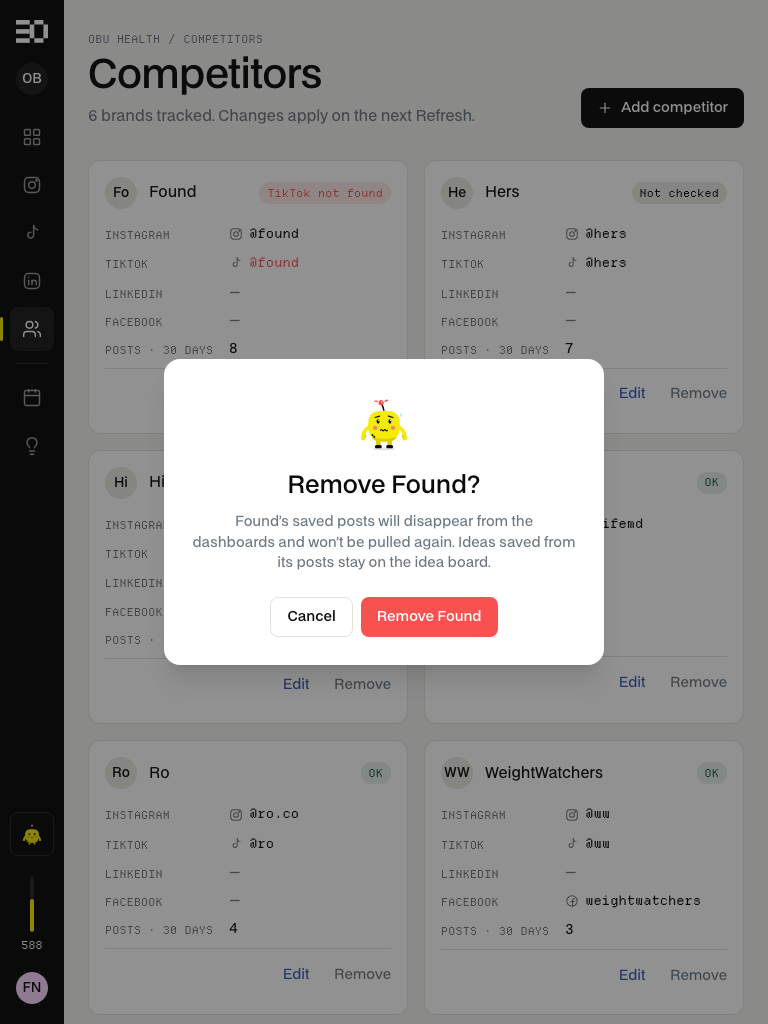 OB
OBU HEALTH / COMPETITORS
Competitors
6 brands tracked. Changes apply on the next Refresh.
Add competitor
Fo Found TikTok not found
INSTAGRAM @found
TIKTOK @found
LINKEDIN —
FACEBOOK —
POSTS · 30 DAYS 8
He Hers Not checked
INSTAGRAM @hers
TIKTOK @hers
LINKEDIN —
FACEBOOK —
POSTS · 30 DAYS 7
Edit Remove
Remove Found?
Found's saved posts will disappear from the
dashboards and won't be pulled again. Ideas saved from
its posts stay on the idea board.
Cancel Remove Found
Hi
INSTAGRAM
TIKTOK
LINKEDIN
FACEBOOK
POSTS ·
Edit Remove
OK
ifemd
Edit Remove
Ro Ro OK
INSTAGRAM @ro.co
TIKTOK @ro
LINKEDIN —
FACEBOOK —
POSTS · 30 DAYS 4
Edit Remove
WW WeightWatchers OK
INSTAGRAM @ww
TIKTOK @ww
LINKEDIN —
FACEBOOK weightwatchers
POSTS · 30 DAYS 3
Edit Remove
588
FN